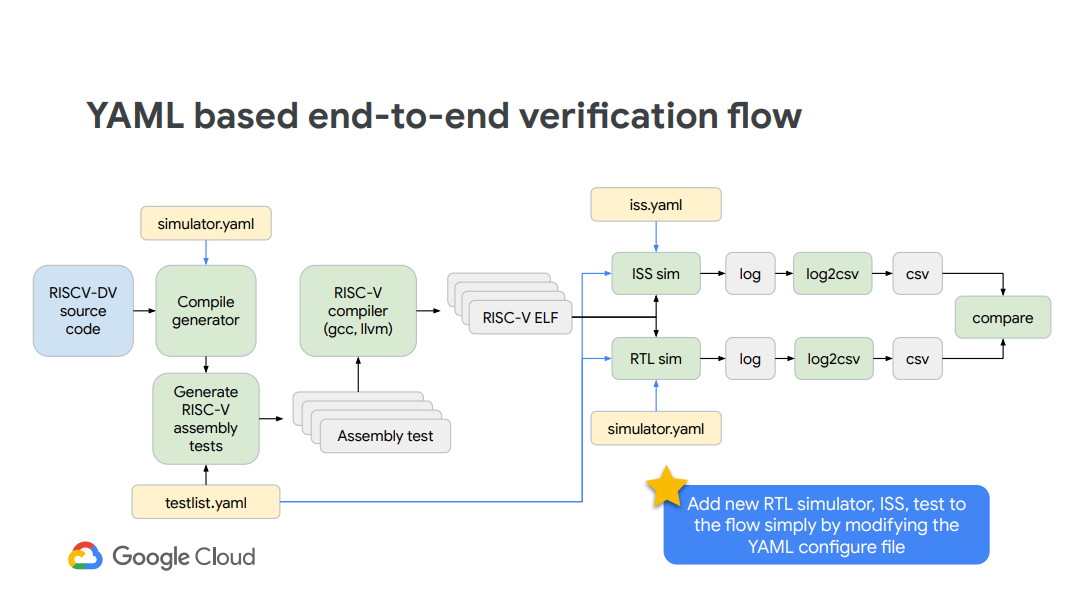 YAML based end-to-end verification flow
simulator.yaml
iss.yaml
RISCV-DV
source
code
Compile
generator
RISC-V
compiler
(gcc, llvm)
RISC-V ELF
ISS sim
log
log2csv
csv
compare
RTL sim
log
log2csv
csv
Generate
RISC-V
assembly
tests
Assembly test
simulator.yaml
testlist.yaml
Add new RTL simulator, ISS, test to
the flow simply by modifying the
YAML configure file
Google Cloud